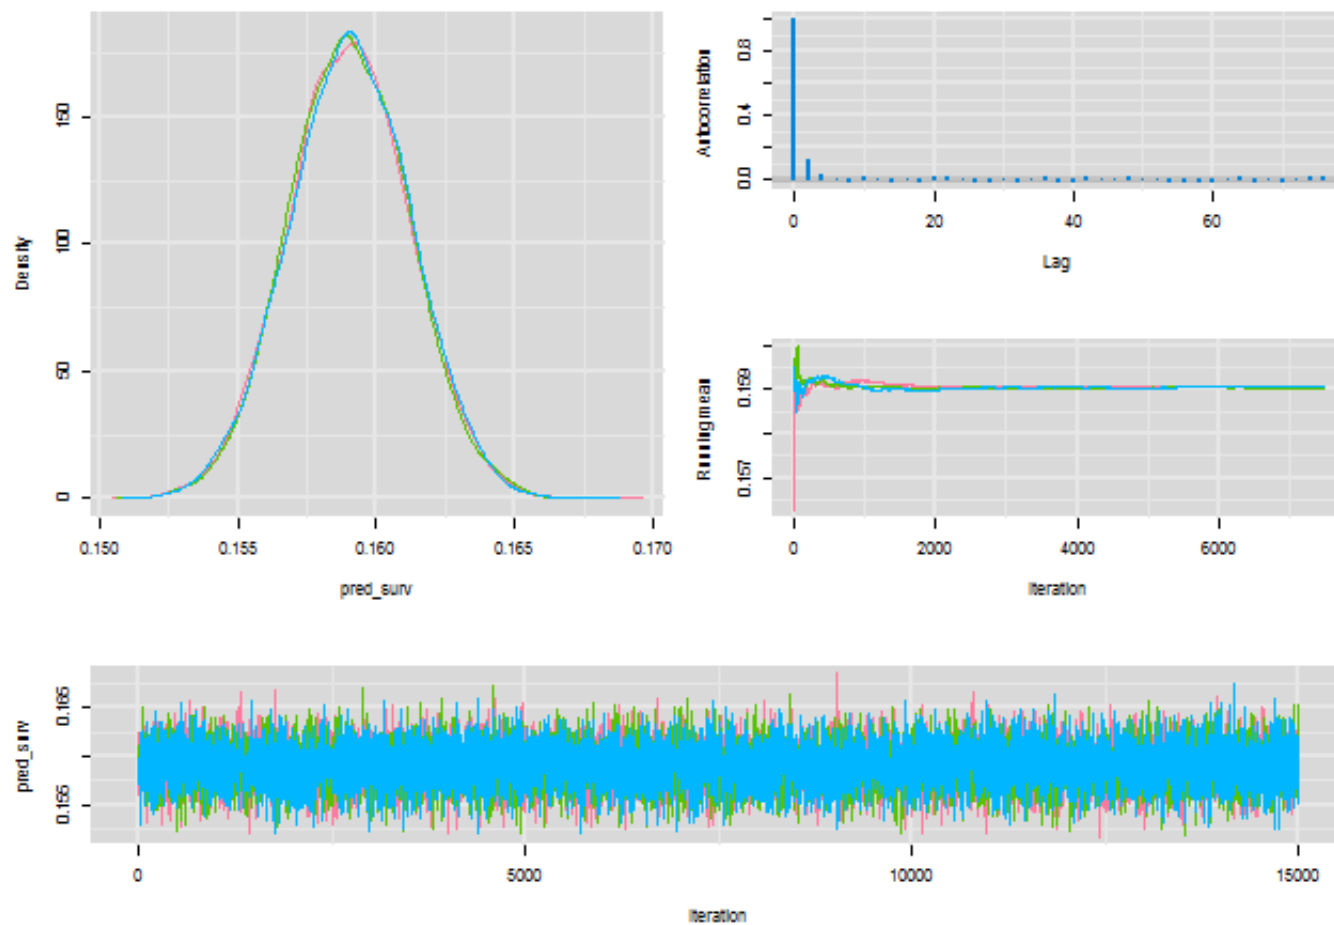 Density
150
100
50
0
0.150 0.155 0.160 0.165 0.170
pred_surv
Autocorrelation
0.8
0.4
0.0
0 20 40 60
Lag
Running mean
0.159
0.157
0 2000 4000 6000
Iteration
pred_surv
0.165
0.155
0 5000 10000 15000
Iteration